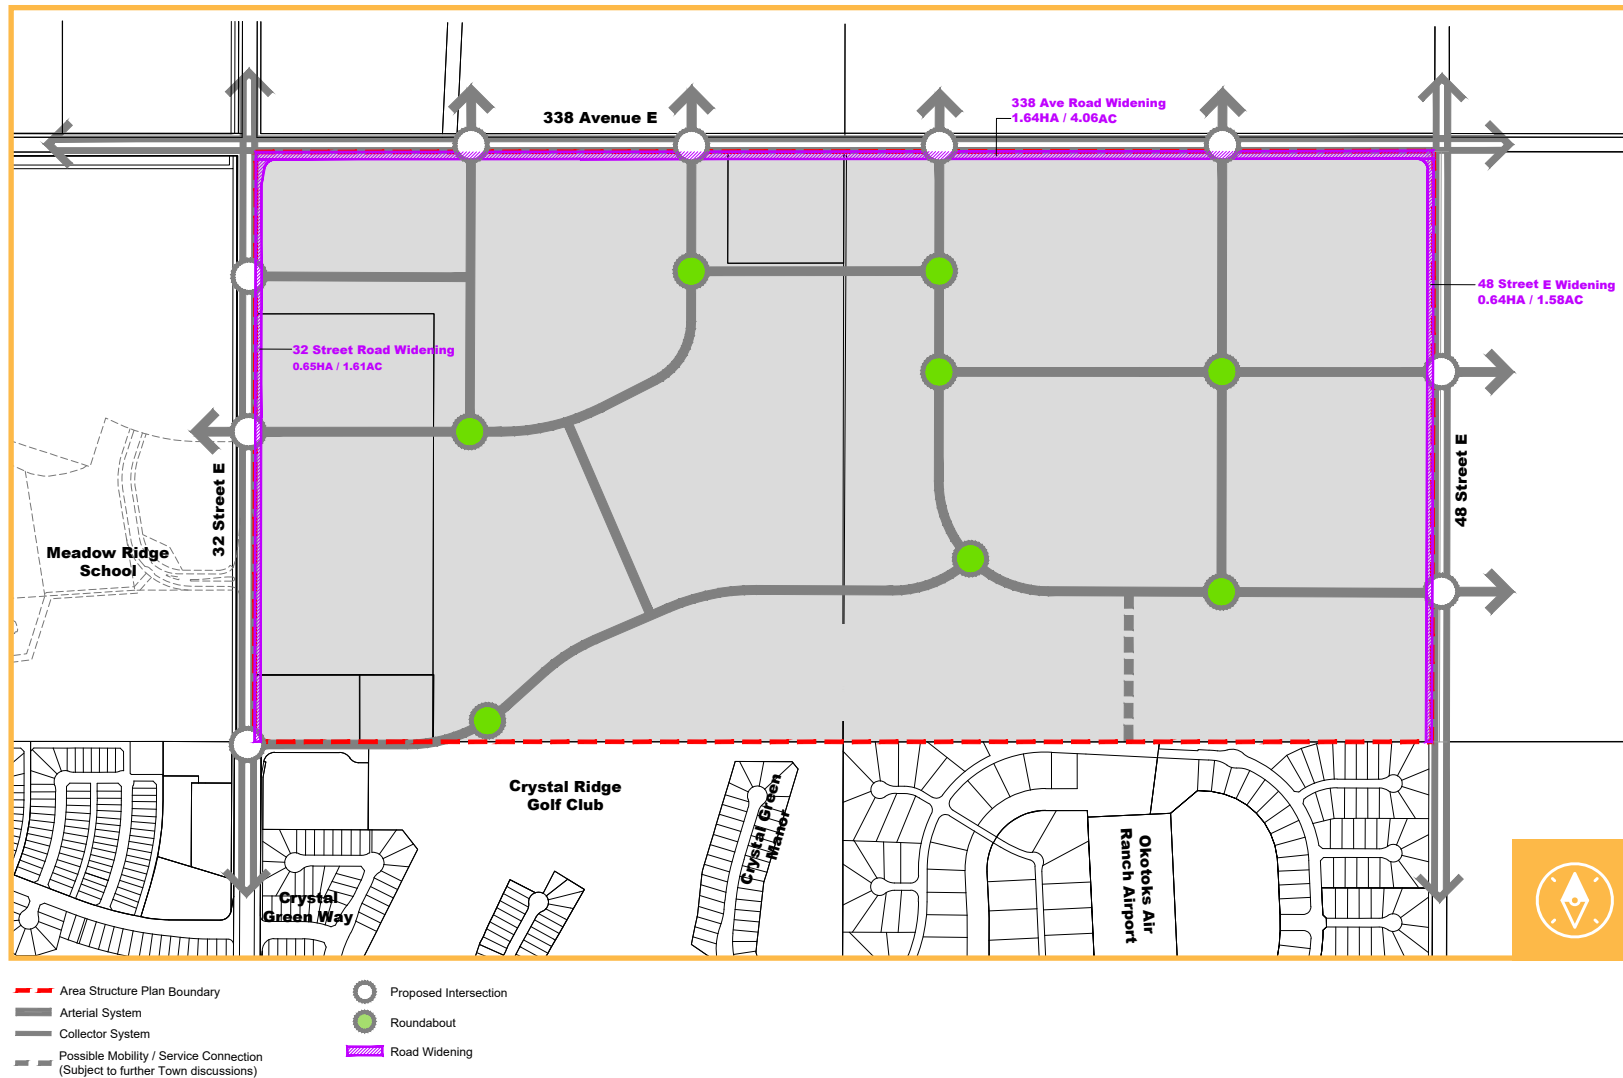 338 Avenue E
338 Ave Road Widening
1.64HA / 4.06AC
48 Street E Widening
0.64HA / 1.58AC
32 Street Road Widening
0.65HA / 1.61AC
32 Street E
48 Street E
Meadow Ridge
School
Crystal Ridge
Golf Club
Crystal Green
Manor
Okotoks Air
Ranch Airport
Crystal
Green Way
Area Structure Plan Boundary
Arterial System
Collector System
Possible Mobility / Service Connection
(Subject to further Town discussions)
Proposed Intersection
Roundabout
Road Widening